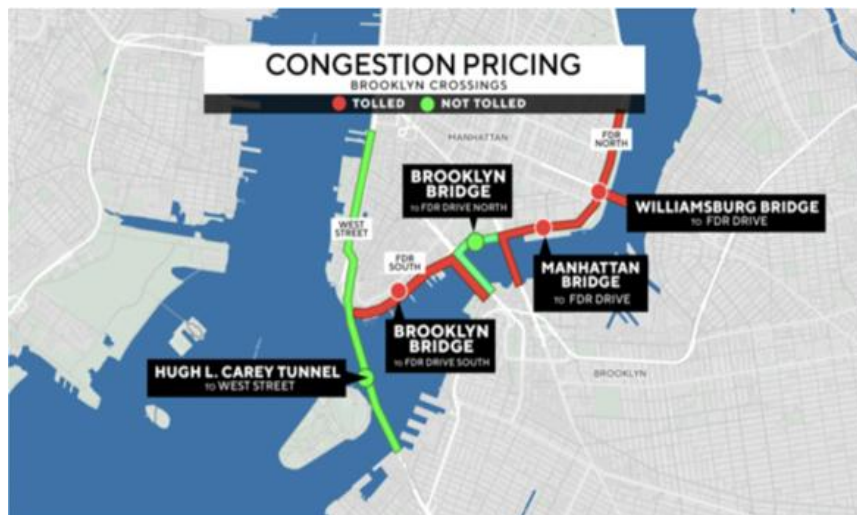 CONGESTION PRICING
BROOKLYN CROSSINGS
TOLLED NOT TOLLED
MANHATTAN
FDR
NORTH
BROOKLYN
BRIDGE
TO FDR DRIVE NORTH
WILLIAMSBURG BRIDGE
TO FDR DRIVE
WEST
STREET
FDR
SOUTH
MANHATTAN
BRIDGE
TO FDR DRIVE
BROOKLYN
BRIDGE
TO FDR DRIVE SOUTH
HUGH L. CAREY TUNNEL
TO WEST STREET
BROOKLYN